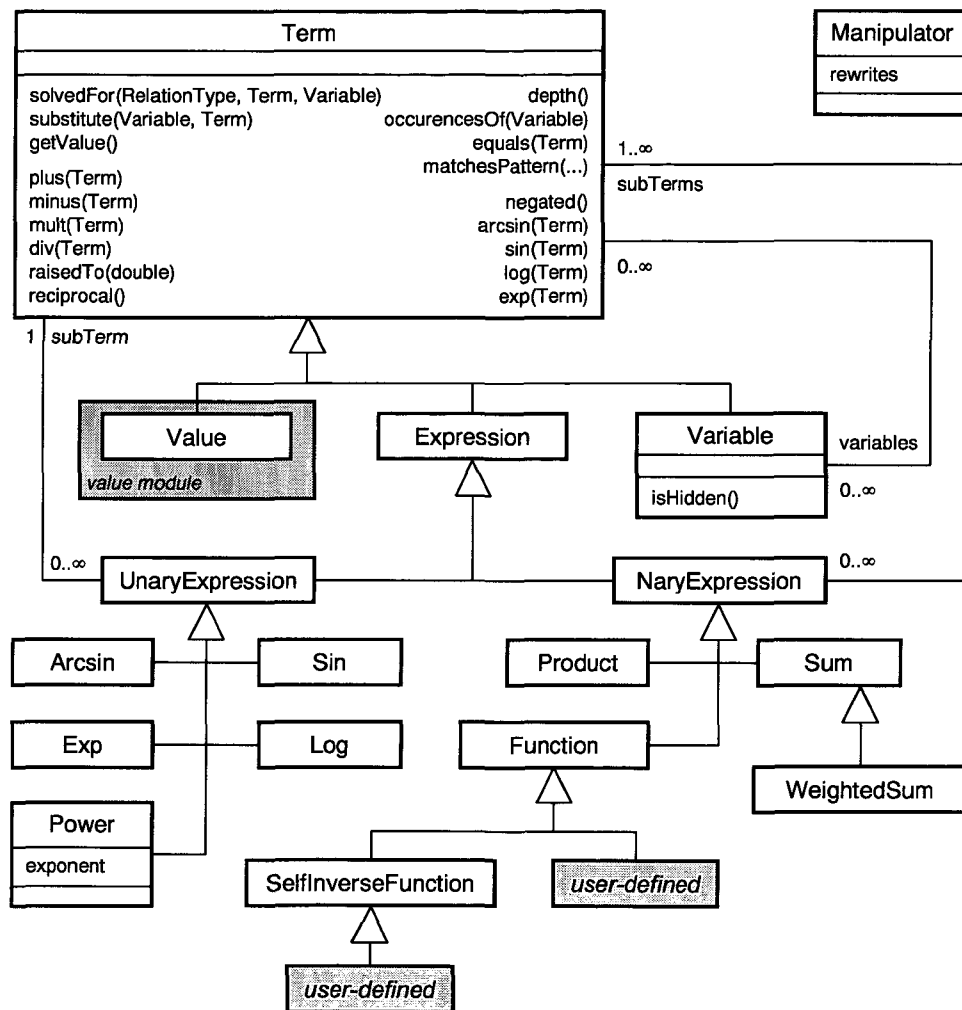 Term
Manipulator
rewrites
solvedFor(RelationType, Term, Variable) depth()
substitute(Variable, Term) occurencesOf(Variable)
getValue() equals(Term)
matchesPattern(...)
plus(Term)
minus(Term) negated()
mult(Term) arcsin(Term)
div(Term) sin(Term)
raisedTo(double) log(Term)
reciprocal() exp(Term)
1..∞
subTerms
0..∞
1 subTerm
Value
value module
Expression
Variable
isHidden()
variables
0..∞
0..∞
UnaryExpression
NaryExpression
0..∞
Arcsin
Sin
Product
Sum
Exp
Log
Function
WeightedSum
Power
exponent
SelfInverseFunction
user-defined
user-defined